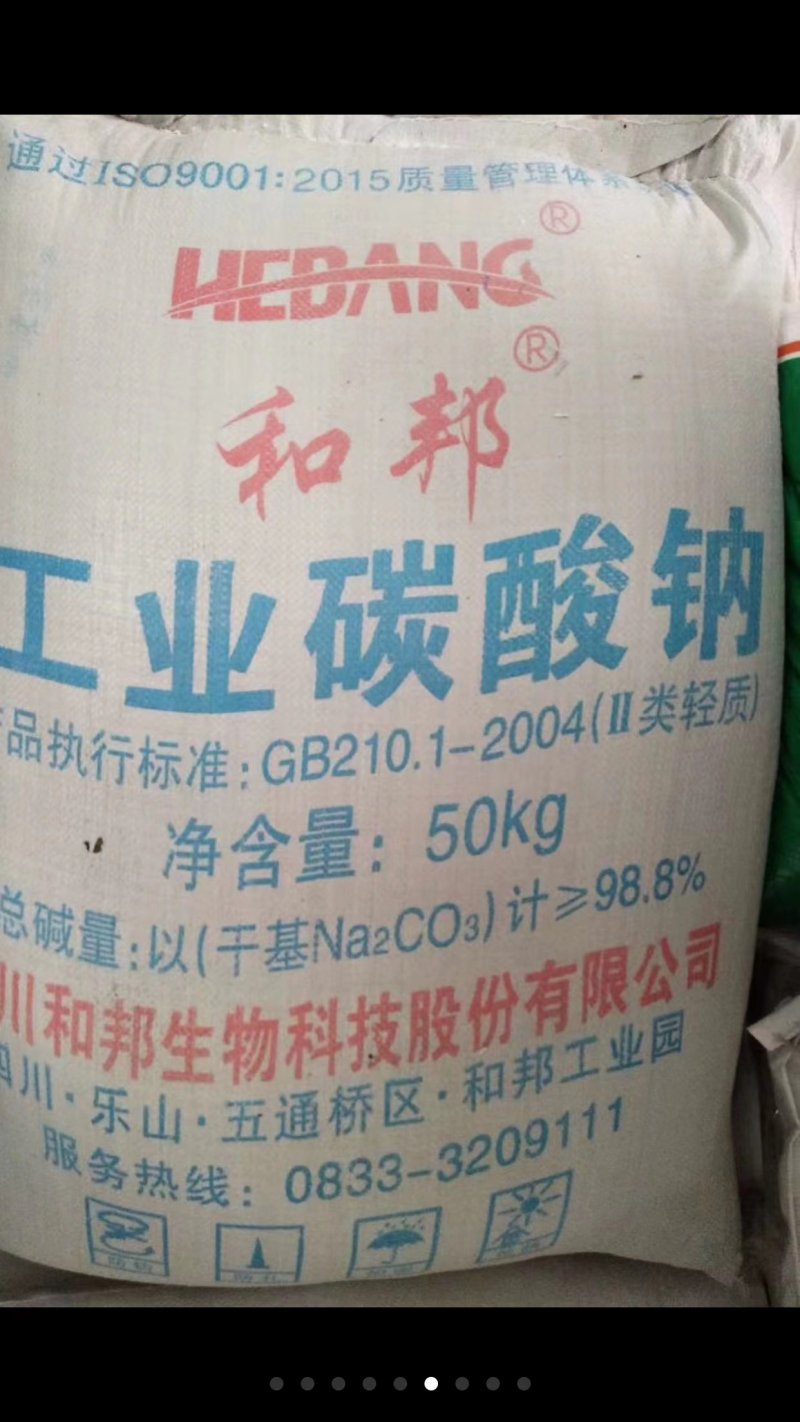 通过ISO9001:2015质量管理体系
HEBANG®
和邦®
工业碳酸钠
品执行标准:GB210.1-2004(Ⅱ类轻质)
净含量: 50kg
总碱量:以(干基Na₂CO₃)计≥98.8%
川和邦生物科技股份有限公司
四川·乐山·五通桥区·和邦工业园
服务热线: 0833-3209111